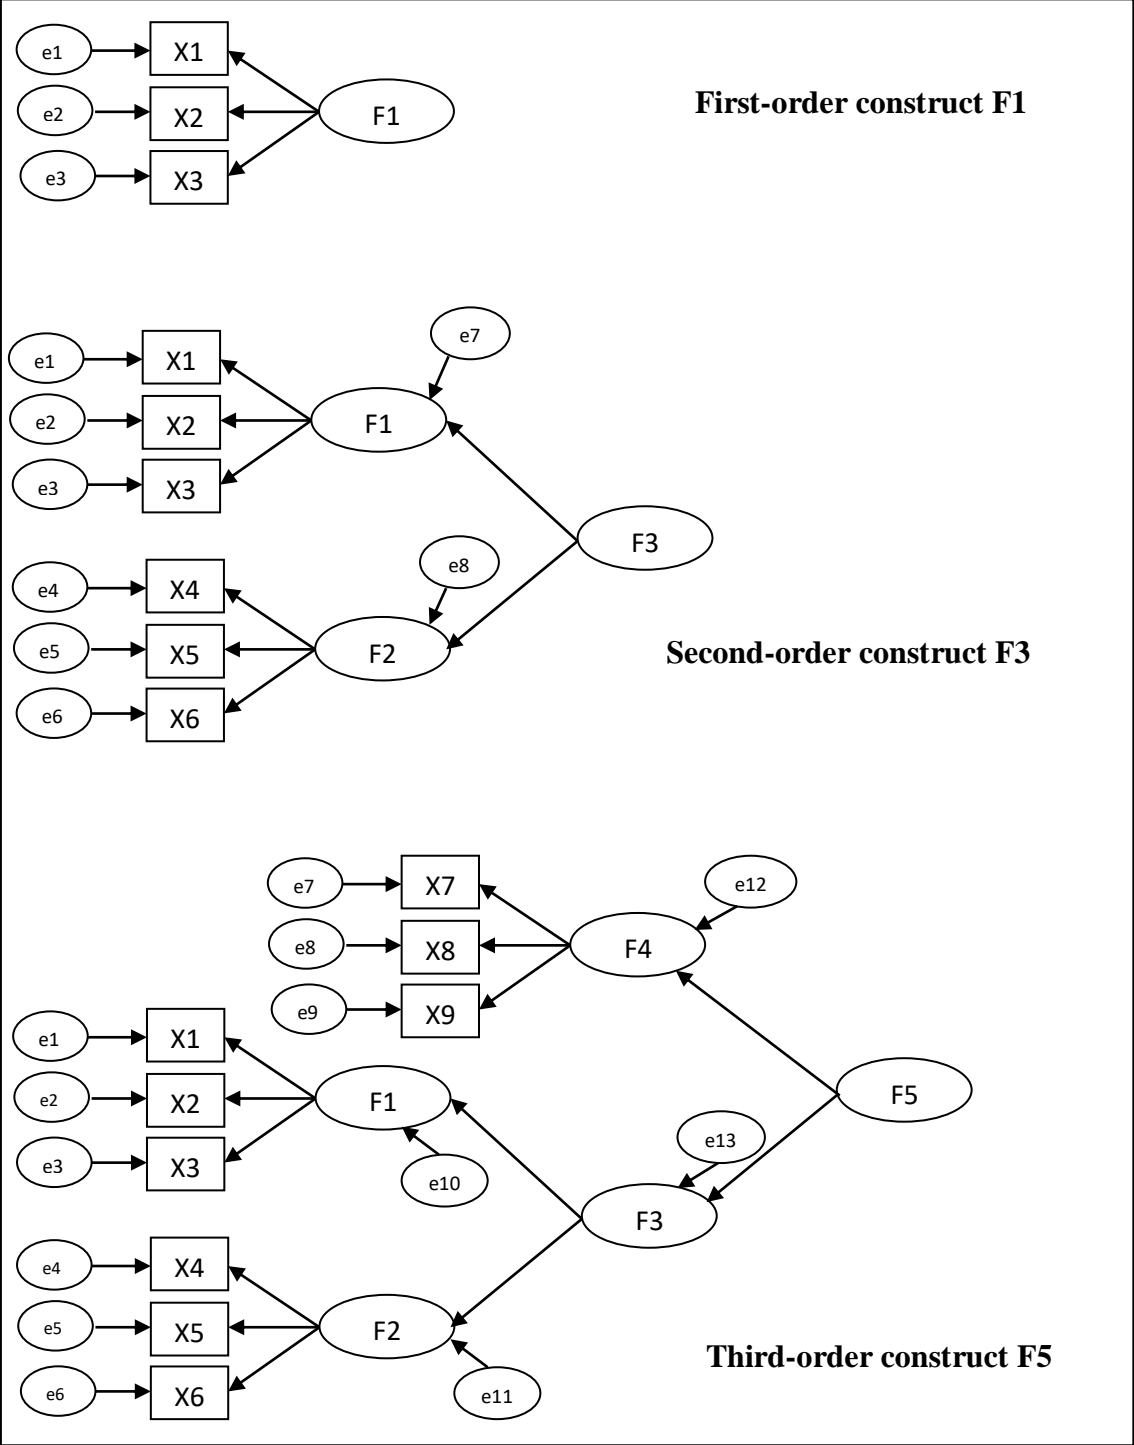 e1
X1
e2
X2
F1
First-order construct F1
e3
X3
e7
e1
X1
e2
X2
F1
e3
X3
F3
e8
e4
X4
e5
X5
F2
Second-order construct F3
e6
X6
e7
X7
e12
e8
X8
F4
e9
X9
e1
X1
e2
X2
F1
F5
e3
X3
e13
e10
F3
e4
X4
e5
X5
F2
Third-order construct F5
e6
X6
e11